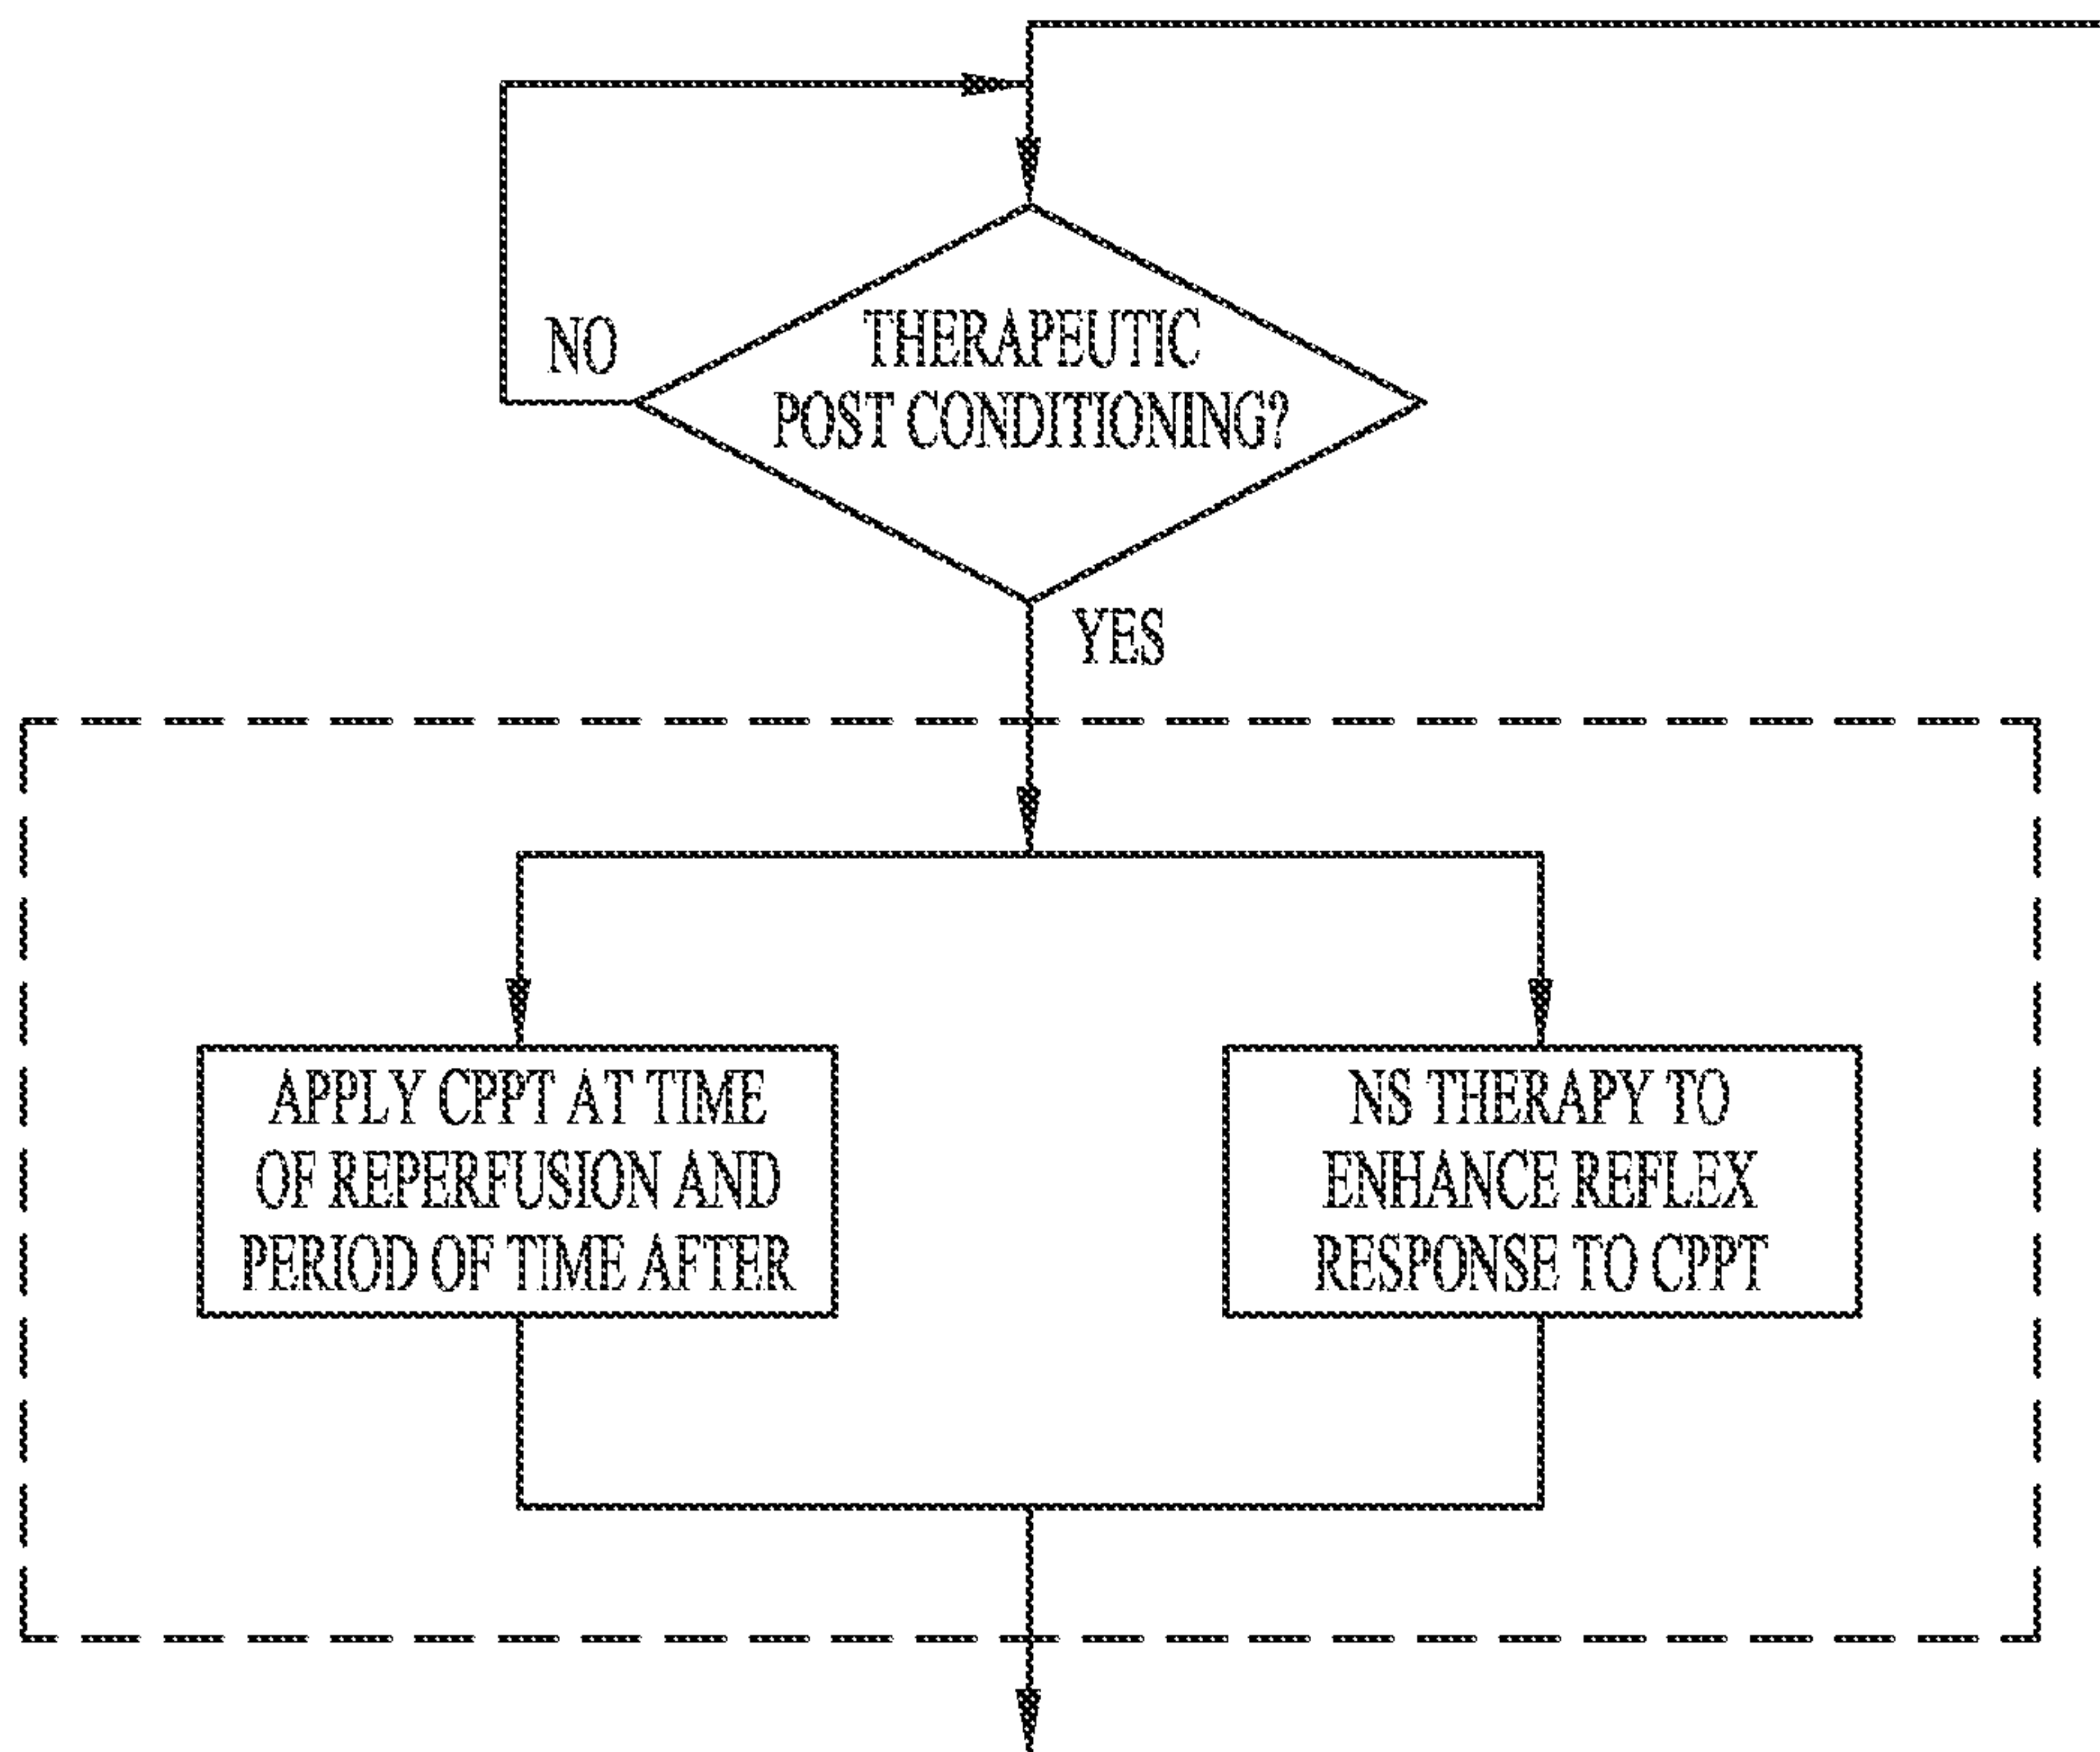 THERAPEUTIC
POST CONDITIONING?
NO
YES
APPLY CPPT AT TIME
OF REPERFUSION AND
PERIOD OF TIME AFTER
NS THERAPY TO
ENHANCE REFLEX
RESPONSE TO CPPT